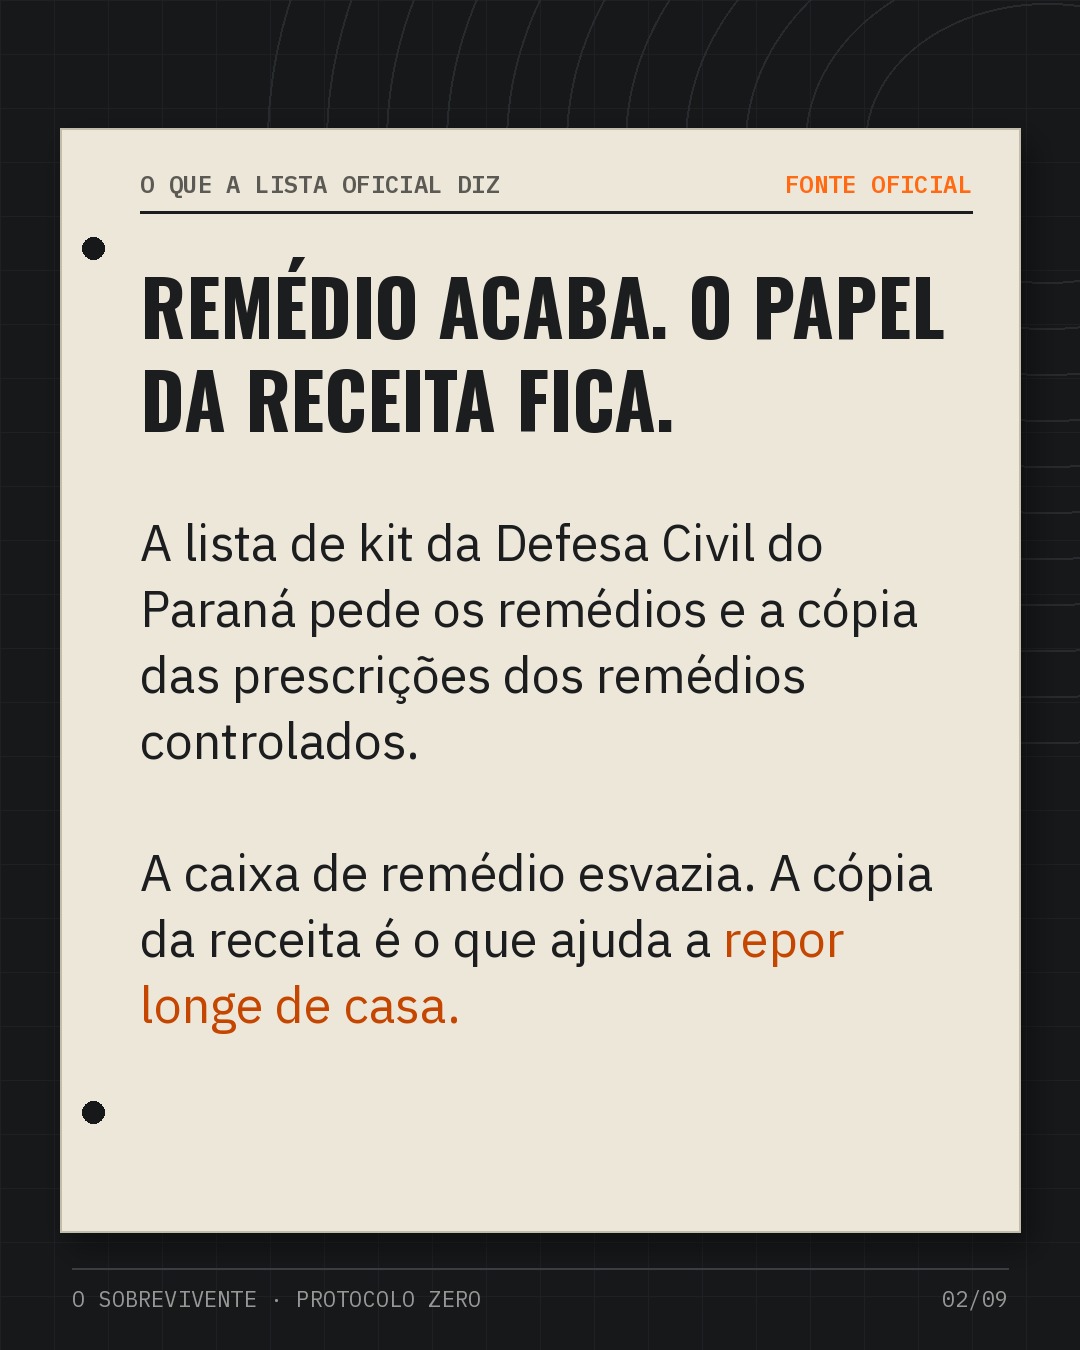 O QUE A LISTA OFICIAL DIZ
FONTE OFICIAL
REMÉDIO ACABA. O PAPEL
DA RECEITA FICA.
A lista de kit da Defesa Civil do
Paraná pede os remédios e a cópia
das prescrições dos remédios
controlados.
A caixa de remédio esvazia. A cópia
da receita é o que ajuda a repor
longe de casa.
O SOBREVIVENTE · PROTOCOLO ZERO
02/09